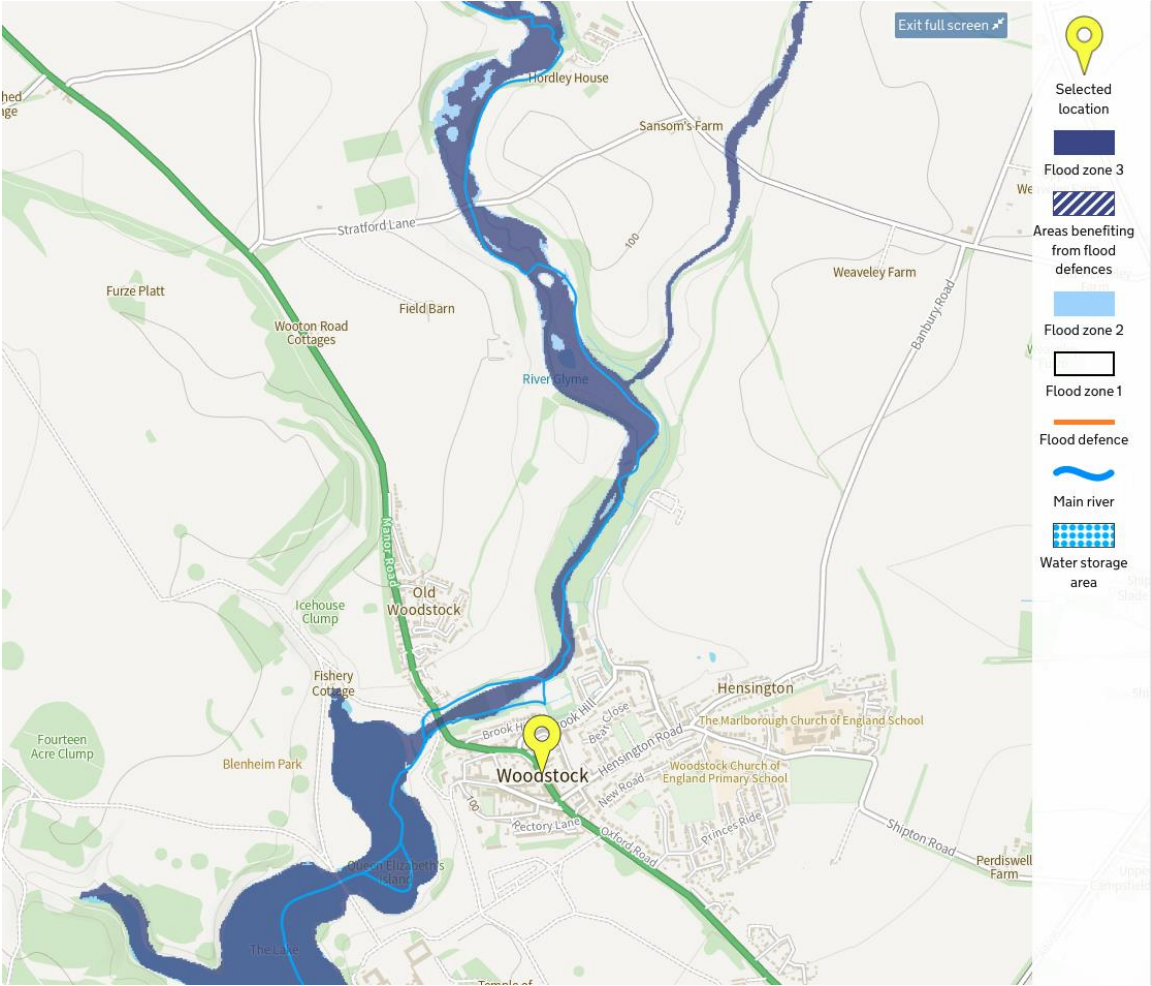 Exit full screen
Hordley House
Sansom's Farm
Stratford Lane
100
Weaveley Farm
Furze Platt
Field Barn
Wooton Road
Cottages
Banbury Road
River Glyme
Manor Road
Old
Woodstock
Icehouse
Clump
Fishery
Cottage
Hensington
The Marlborough Church of England School
Brook Hill
Bear Close
Hensington Road
Fourteen
Acre Clump
Blenheim Park
Woodstock Church of
England Primary School
Woodstock
New Road
100
Rectory Lane
Oxford Road
Princes Ride
Shipton Road
Perdiswell
Farm
Queen Elizabeth's
Island
The Lake
Temple of
Selected
location
Flood zone 3
Areas benefiting
from flood
defences
Flood zone 2
Flood zone 1
Flood defence
Main river
Water storage
area